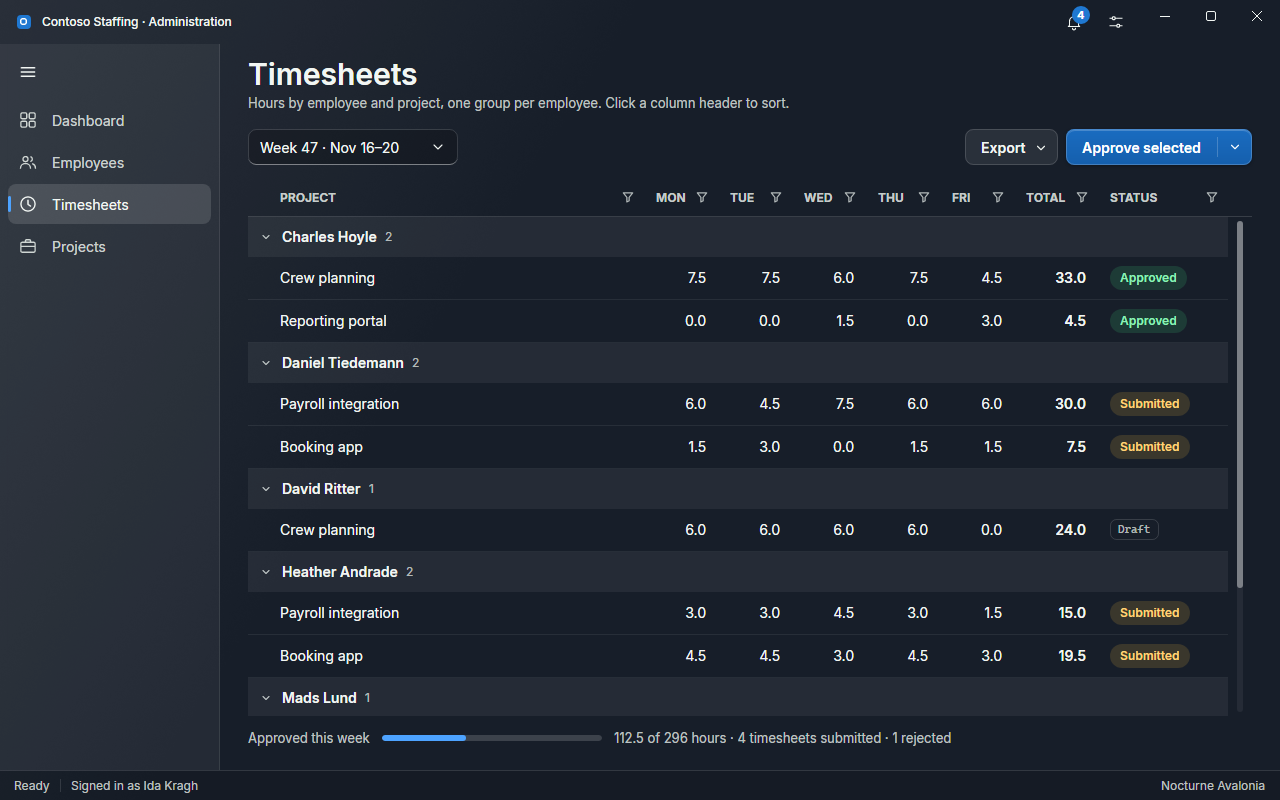 Contoso Staffing · Administration
4
Timesheets
Hours by employee and project, one group per employee. Click a column header to sort.
Dashboard
Employees
Timesheets
Projects
Week 47 · Nov 16–20
Export
Approve selected
PROJECT MON TUE WED THU FRI TOTAL STATUS
Charles Hoyle 2
Crew planning 7.5 7.5 6.0 7.5 4.5 33.0 Approved
Reporting portal 0.0 0.0 1.5 0.0 3.0 4.5 Approved
Daniel Tiedemann 2
Payroll integration 6.0 4.5 7.5 6.0 6.0 30.0 Submitted
Booking app 1.5 3.0 0.0 1.5 1.5 7.5 Submitted
David Ritter 1
Crew planning 6.0 6.0 6.0 6.0 0.0 24.0 Draft
Heather Andrade 2
Payroll integration 3.0 3.0 4.5 3.0 1.5 15.0 Submitted
Booking app 4.5 4.5 3.0 4.5 3.0 19.5 Submitted
Mads Lund 1
Approved this week 112.5 of 296 hours · 4 timesheets submitted · 1 rejected
Ready Signed in as Ida Kragh
Nocturne Avalonia